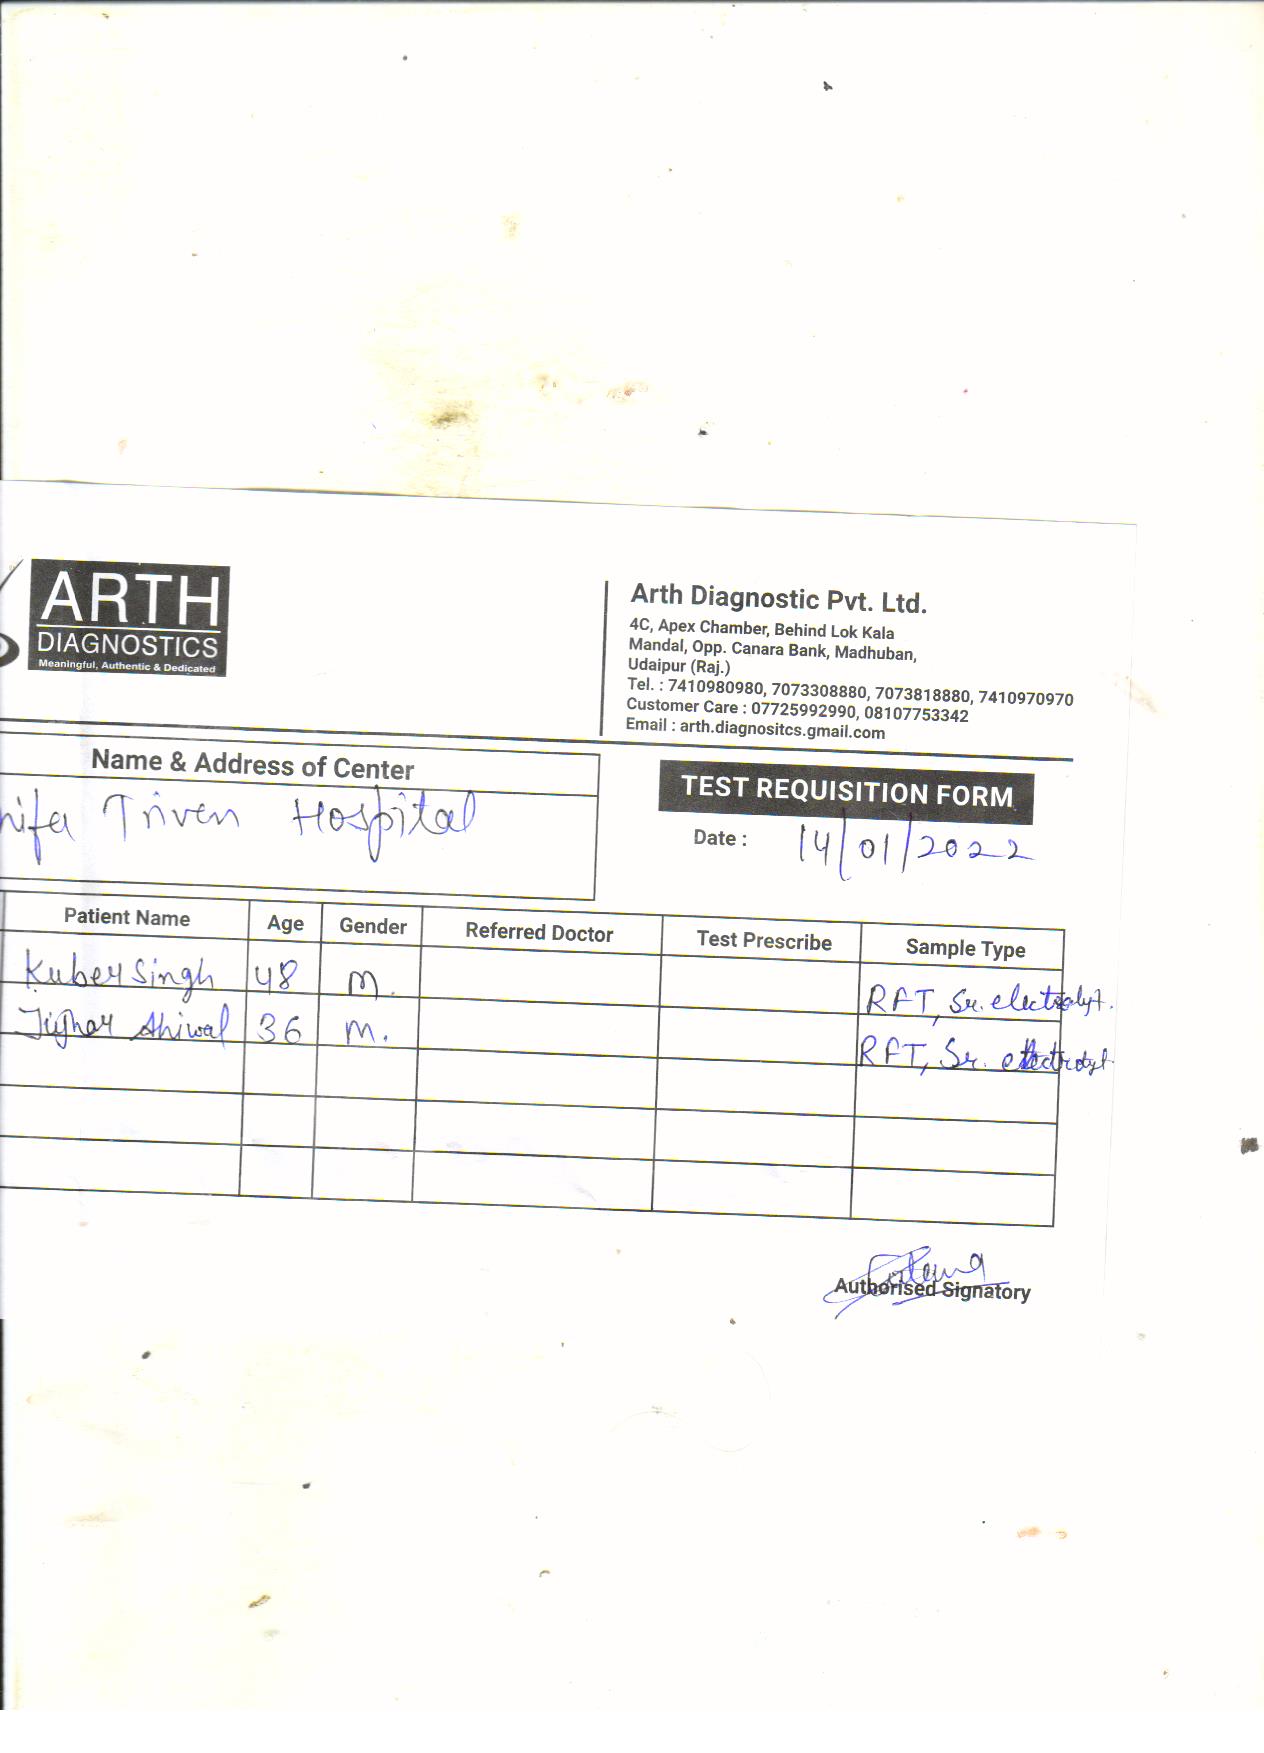 ARTH
DIAGNOSTICS
Meaningful, Authentic & Dedicated
Arth Diagnostic Pvt. Ltd.
4C, Apex Chamber, Behind Lok Kala
Mandal, Opp. Canara Bank, Madhuban,
Udaipur (Raj.)
Tel. : 7410980980, 7073308880, 7073818880, 7410970970
Customer Care : 07725992990, 08107753342
Email : arth.diagnositcs.gmail.com
Name & Address of Center
TEST REQUISITION FORM
Triven Hospital
Date : 14/01/2022
Patient Name Age Gender Referred Doctor Test Prescribe Sample Type
Kuber Singh 48 M. RFT, Sr. electrolyt.
36 M. RFT, Sr. electrolyt.
Authorised Signatory